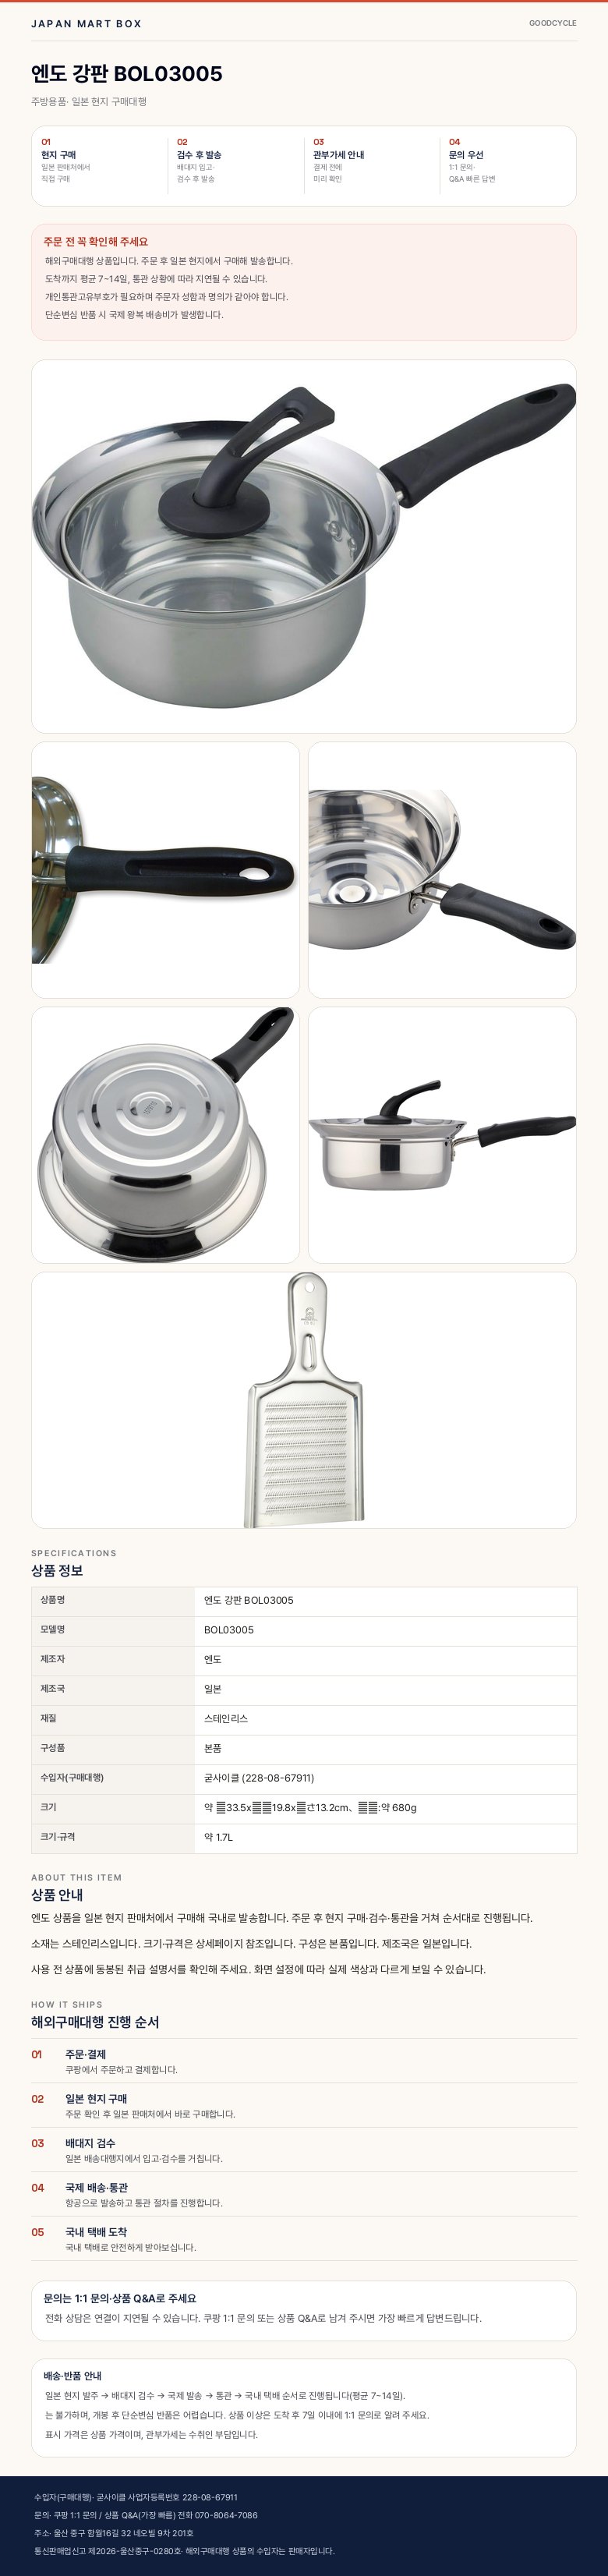 JAPAN MART BOX
GOODCYCLE
엔도 강판 BOL03005
주방용품· 일본 현지 구매대행
01
현지 구매
일본 판매처에서
직접 구매
02
검수 후 발송
배대지 입고·
검수 후 발송
03
관부가세 안내
결제 전에
미리 확인
04
문의 우선
1:1 문의·
Q&A 빠른 답변
주문 전 꼭 확인해 주세요
해외구매대행 상품입니다. 주문 후 일본 현지에서 구매해 발송합니다.
도착까지 평균 7~14일, 통관 상황에 따라 지연될 수 있습니다.
개인통관고유부호가 필요하며 주문자 성함과 명의가 같아야 합니다.
단순변심 반품 시 국제 왕복 배송비가 발생합니다.
SPECIFICATIONS
상품 정보
상품명 엔도 강판 BOL03005
모델명 BOL03005
제조자 엔도
제조국 일본
재질 스테인리스
구성품 본품
수입자(구매대행) 굳사이클 (228-08-67911)
크기 약 33.5x19.8xさ13.2cm、:약 680g
크기·규격 약 1.7L
ABOUT THIS ITEM
상품 안내
엔도 상품을 일본 현지 판매처에서 구매해 국내로 발송합니다. 주문 후 현지 구매·검수·통관을 거쳐 순서대로 진행됩니다.
소재는 스테인리스입니다. 크기·규격은 상세페이지 참조입니다. 구성은 본품입니다. 제조국은 일본입니다.
사용 전 상품에 동봉된 취급 설명서를 확인해 주세요. 화면 설정에 따라 실제 색상과 다르게 보일 수 있습니다.
HOW IT SHIPS
해외구매대행 진행 순서
01 주문·결제
쿠팡에서 주문하고 결제합니다.
02 일본 현지 구매
주문 확인 후 일본 판매처에서 바로 구매합니다.
03 배대지 검수
일본 배송대행지에서 입고·검수를 거칩니다.
04 국제 배송·통관
항공으로 발송하고 통관 절차를 진행합니다.
05 국내 택배 도착
국내 택배로 안전하게 받아보십니다.
문의는 1:1 문의·상품 Q&A로 주세요
전화 상담은 연결이 지연될 수 있습니다. 쿠팡 1:1 문의 또는 상품 Q&A로 남겨 주시면 가장 빠르게 답변드립니다.
배송·반품 안내
일본 현지 발주 → 배대지 검수 → 국제 발송 → 통관 → 국내 택배 순서로 진행됩니다(평균 7~14일).
는 불가하며, 개봉 후 단순변심 반품은 어렵습니다. 상품 이상은 도착 후 7일 이내에 1:1 문의로 알려 주세요.
표시 가격은 상품 가격이며, 관부가세는 수취인 부담입니다.
수입자(구매대행)· 굳사이클 사업자등록번호 228-08-67911
문의· 쿠팡 1:1 문의 / 상품 Q&A(가장 빠름) 전화 070-8064-7086
주소· 울산 중구 함월16길 32 네오빌 9차 201호
통신판매업신고 제2026-울산중구-0280호· 해외구매대행 상품의 수입자는 판매자입니다.